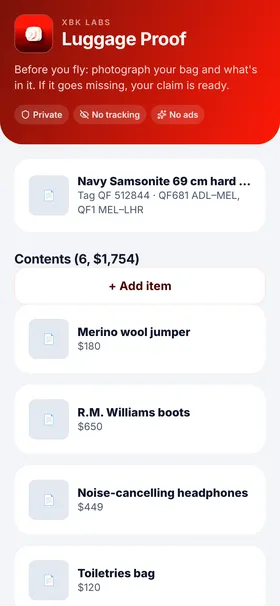 XBK LABS
Luggage Proof
Before you fly: photograph your bag and what's
in it. If it goes missing, your claim is ready.
Private
No tracking
No ads
Navy Samsonite 69 cm hard ...
Tag QF 512844 · QF681 ADL–MEL,
QF1 MEL–LHR
Contents (6, $1,754)
+ Add item
Merino wool jumper
$180
R.M. Williams boots
$650
Noise-cancelling headphones
$449
Toiletries bag
$120